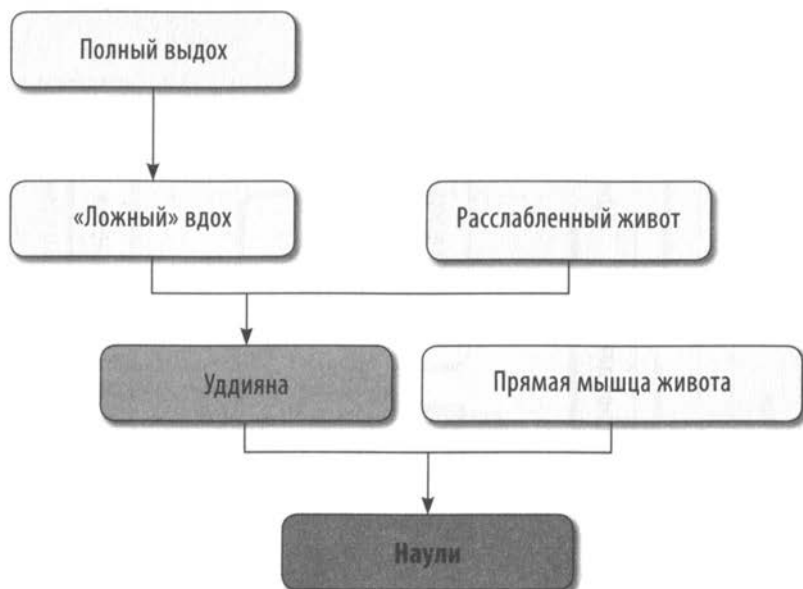 Полный выдох
«Ложный» вдох
Расслабленный живот
Уддияна
Прямая мышца живота
Наули